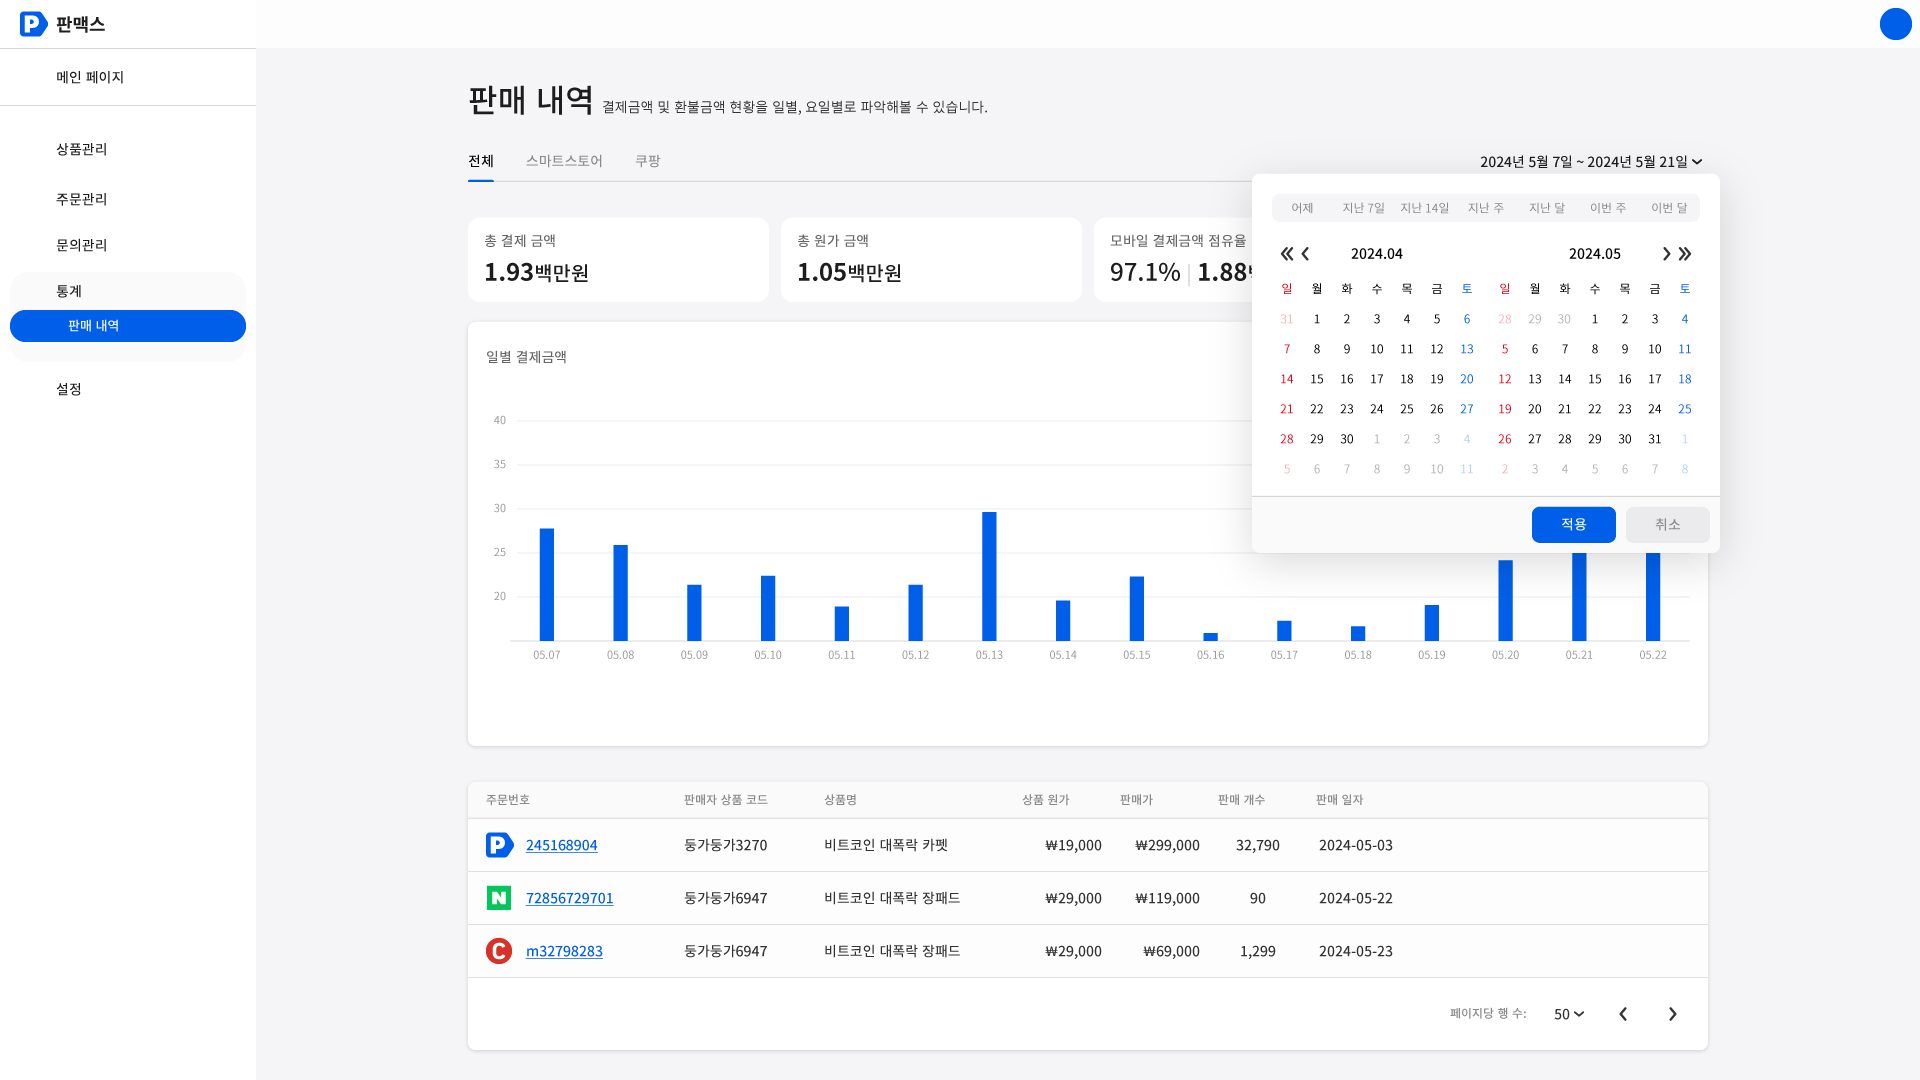 판맥스
메인 페이지
상품관리
주문관리
문의관리
통계
판매 내역
설정
판매 내역 결제금액 및 환불금액 현황을 일별, 요일별로 파악해볼 수 있습니다.
전체 스마트스토어 쿠팡
2024년 5월 7일 ~ 2024년 5월 21일
총 결제 금액
1.93백만원
총 원가 금액
1.05백만원
모바일 결제금액 점유율
97.1% 1.88
어제 지난 7일 지난 14일 지난 주 지난 달 이번 주 이번 달
2024.04 2024.05
일 월 화 수 목 금 토 일 월 화 수 목 금 토
31 1 2 3 4 5 6 28 29 30 1 2 3 4
7 8 9 10 11 12 13 5 6 7 8 9 10 11
14 15 16 17 18 19 20 12 13 14 15 16 17 18
21 22 23 24 25 26 27 19 20 21 22 23 24 25
28 29 30 1 2 3 4 26 27 28 29 30 31 1
5 6 7 8 9 10 11 2 3 4 5 6 7 8
적용 취소
일별 결제금액
40
35
30
25
20
05.07 05.08 05.09 05.10 05.11 05.12 05.13 05.14 05.15 05.16 05.17 05.18 05.19 05.20 05.21 05.22
주문번호 판매자 상품 코드 상품명 상품 원가 판매가 판매 개수 판매 일자
245168904 둥가둥가3270 비트코인 대폭락 카펫 ₩19,000 ₩299,000 32,790 2024-05-03
72856729701 둥가둥가6947 비트코인 대폭락 장패드 ₩29,000 ₩119,000 90 2024-05-22
m32798283 둥가둥가6947 비트코인 대폭락 장패드 ₩29,000 ₩69,000 1,299 2024-05-23
페이지당 행 수: 50